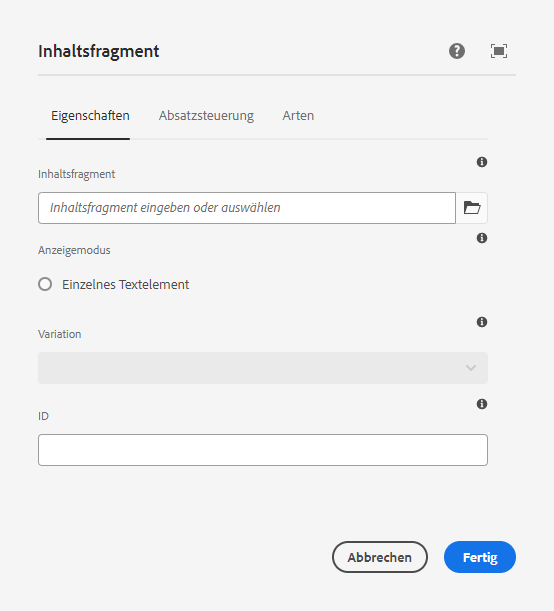 Inhaltsfragment
Eigenschaften Absatzsteuerung Arten
Inhaltsfragment
Inhaltsfragment eingeben oder auswählen
Anzeigemodus
Einzelnes Textelement
Variation
ID
Abbrechen Fertig